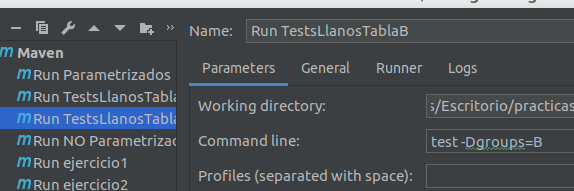 Name: Run TestsLlanosTablaB
Maven
Run Parametrizados
Run TestsLlanosTabla
Run TestsLlanosTabla
Run NO Parametrizad
Run ejercicio1
Run ejercicio2
Parameters General Runner Logs
Working directory: s/Escritorio/practicas
Command line: test -Dgroups=B
Profiles (separated with space):